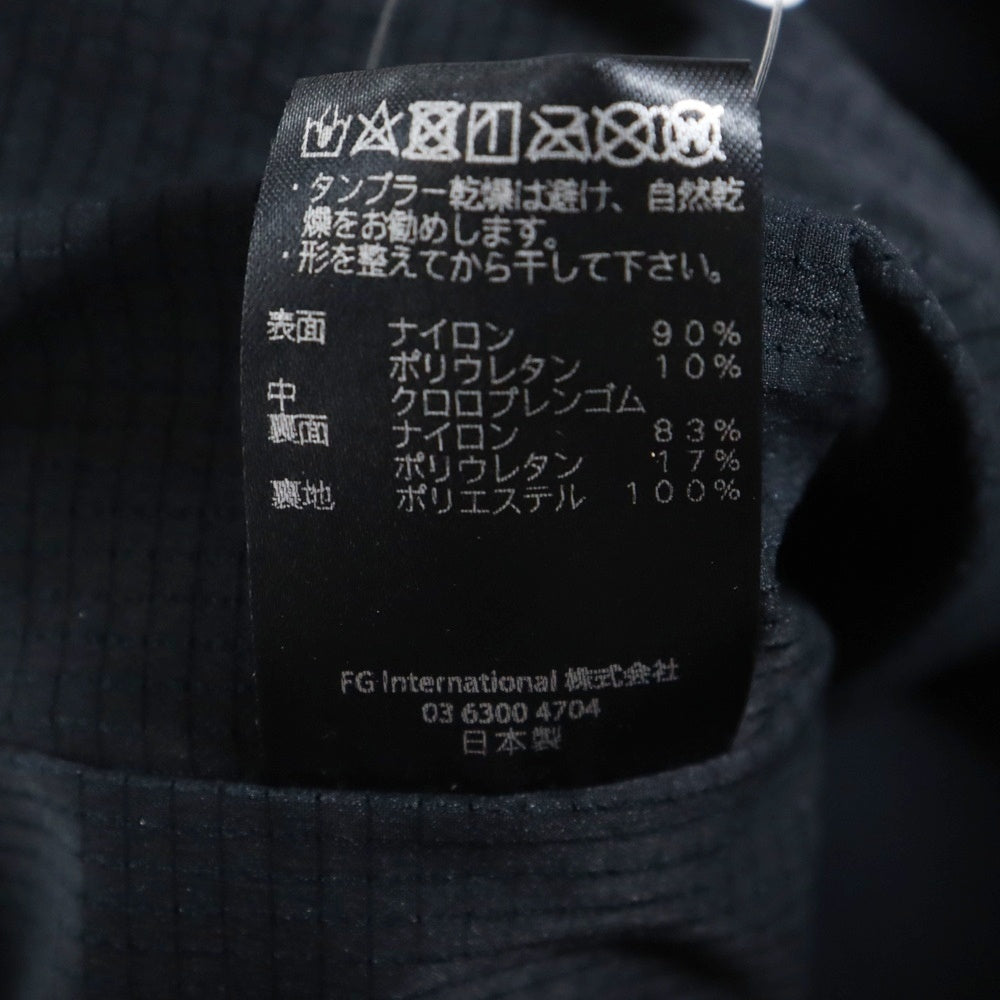 ・タンブラー乾燥は避け、自然乾
燥をお勧めします。
・形を整えてから干して下さい。
表面 ナイロン 90%
ポリウレタン 10%
中 クロロプレンゴム
裏面 ナイロン 83%
ポリウレタン 17%
裏地 ポリエステル 100%
FG International 株式会社
03 6300 4704
日本製